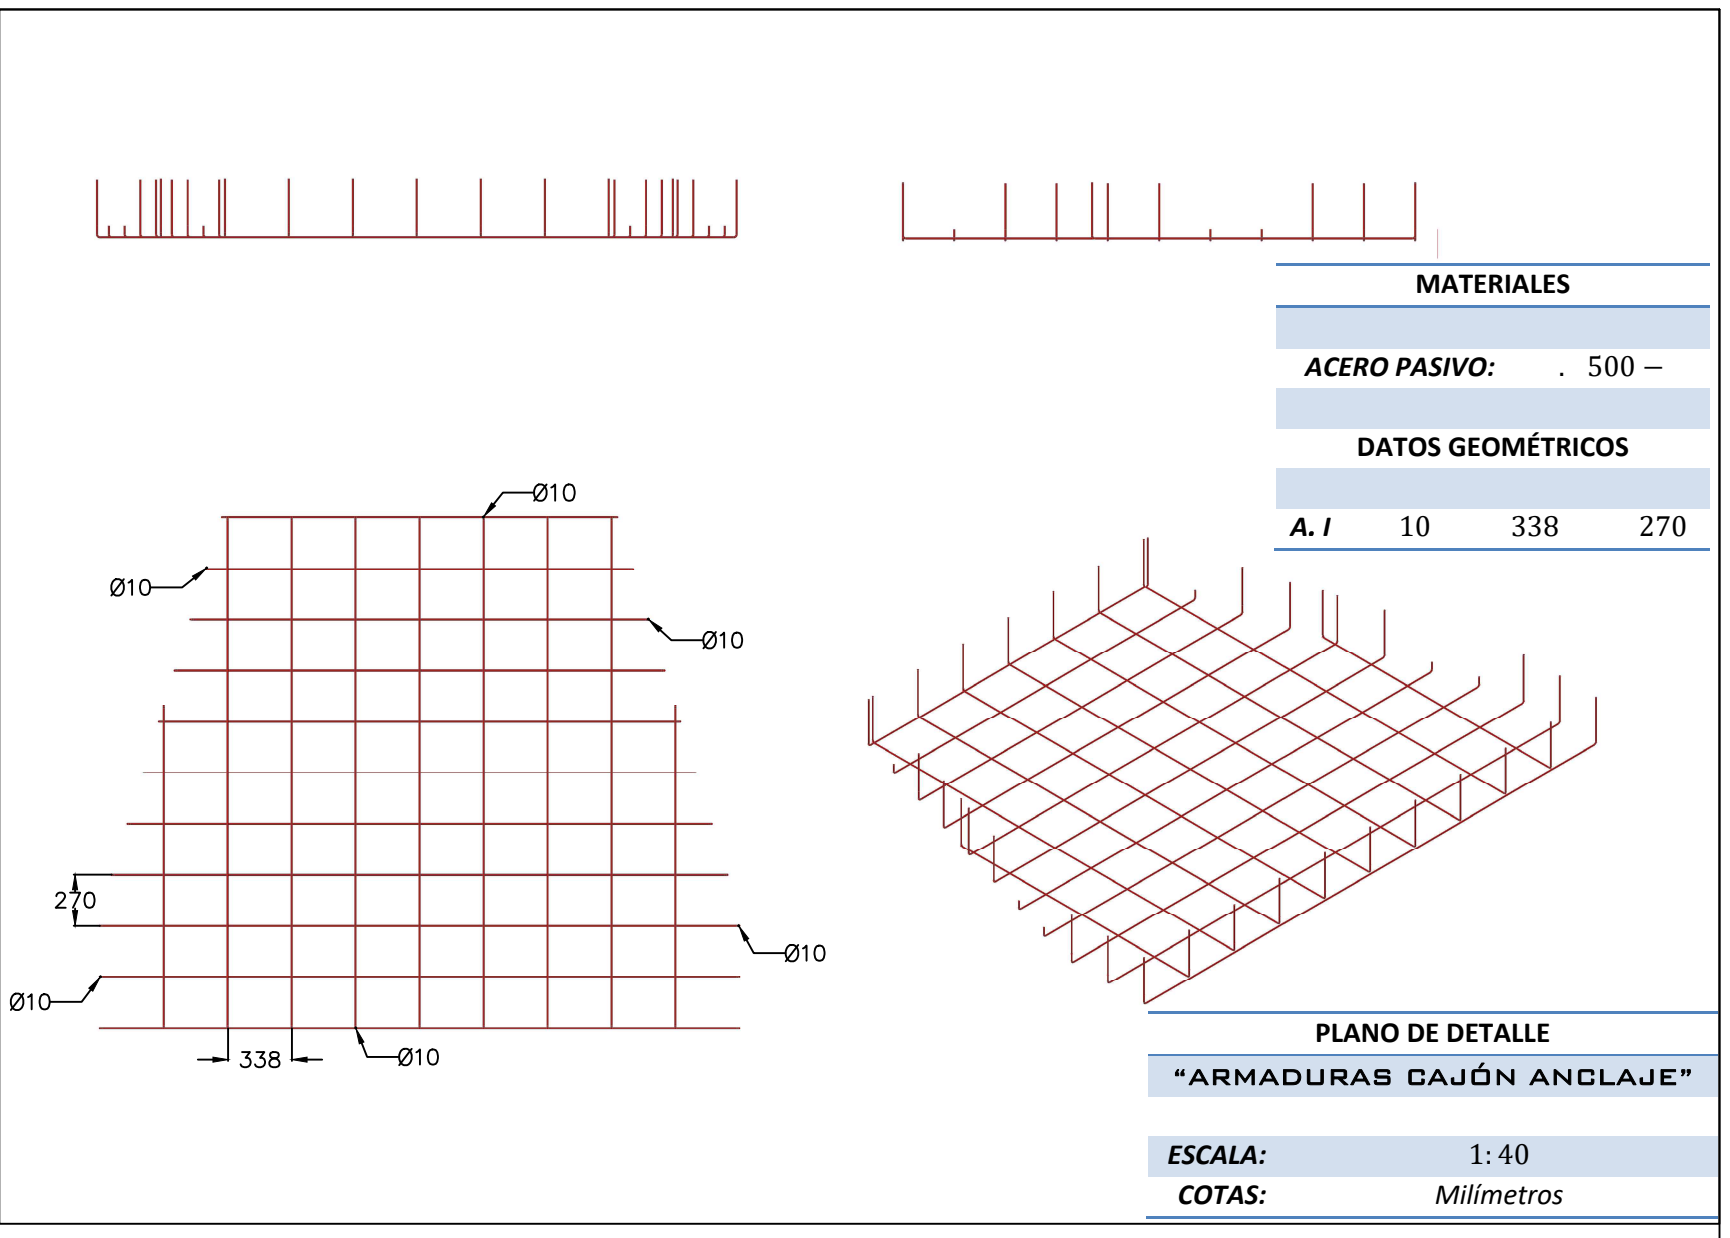 MATERIALES
ACERO PASIVO: . 500 −
DATOS GEOMÉTRICOS
A. I 10 338 270
Ø10
Ø10
Ø10
270
Ø10
Ø10
338
Ø10
PLANO DE DETALLE
“ARMADURAS CAJÓN ANCLAJE”
ESCALA: 1: 40
COTAS: Milímetros